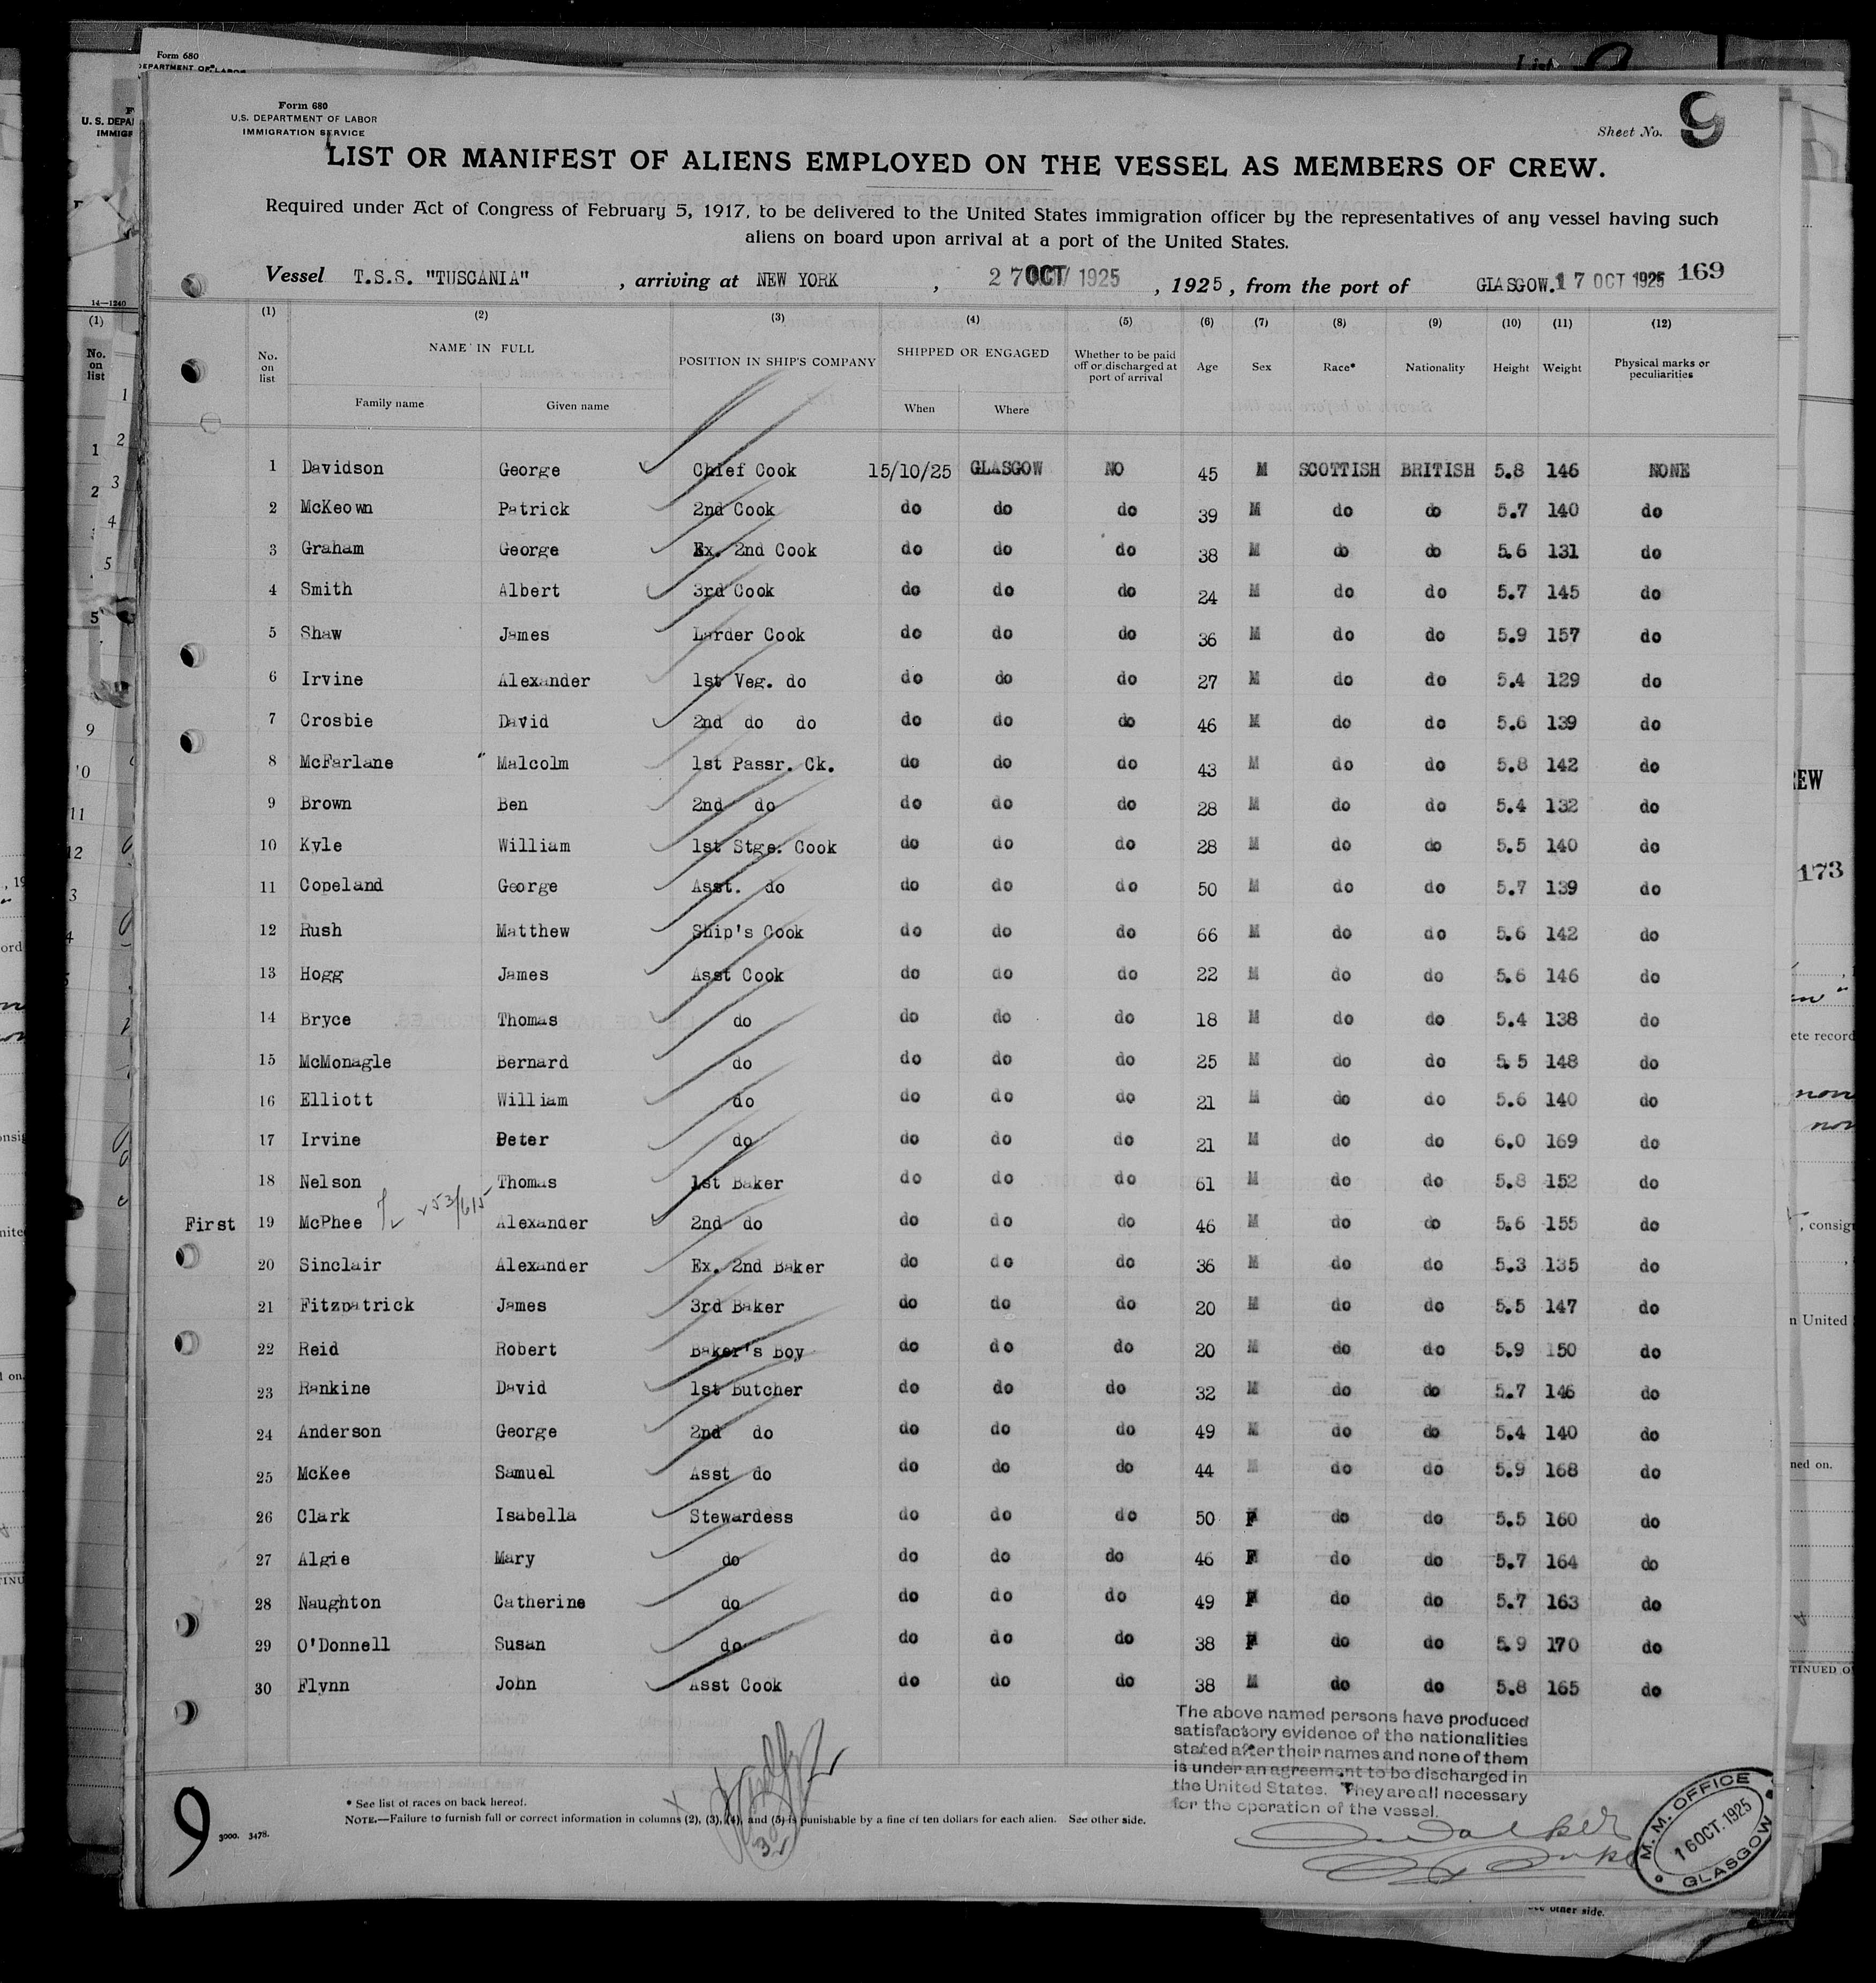 Form 680
DEPARTMENT OF LABOR
Form 680
U.S. DEPARTMENT OF LABOR
IMMIGRATION SERVICE
Sheet No. 9
LIST OR MANIFEST OF ALIENS EMPLOYED ON THE VESSEL AS MEMBERS OF CREW.
Required under Act of Congress of February 5, 1917, to be delivered to the United States immigration officer by the representatives of any vessel having such
aliens on board upon arrival at a port of the United States.
Vessel T.S.S. "TUSCANIA" , arriving at NEW YORK , 27 OCT 1925 , 1925, from the port of GLASGOW. 17 OCT 1925 169
(1) (2) (3) (4) (5) (6) (7) (8) (9) (10) (11) (12)
No. on list NAME IN FULL POSITION IN SHIP'S COMPANY SHIPPED OR ENGAGED Whether to be paid off or discharged at port of arrival Age Sex Race* Nationality Height Weight Physical marks or peculiarities
Family name Given name When Where
1 Davidson George Chief Cook 15/10/25 GLASGOW NO 45 M SCOTTISH BRITISH 5.8 146 NONE
2 McKeown Patrick 2nd Cook do do do 39 M do do 5.7 140 do
3 Graham George Ex. 2nd Cook do do do 38 M do do 5.6 131 do
4 Smith Albert 3rd Cook do do do 24 M do do 5.7 145 do
5 Shaw James Larder Cook do do do 36 M do do 5.9 157 do
6 Irvine Alexander 1st Veg. do do do do 27 M do do 5.4 129 do
7 Crosbie David 2nd do do do do do 46 M do do 5.6 139 do
8 McFarlane Malcolm 1st Passr. Ck. do do do 43 M do do 5.8 142 do
9 Brown Ben 2nd do do do do 28 M do do 5.4 132 do
10 Kyle William 1st Stge. Cook do do do 28 M do do 5.5 140 do
11 Copeland George Asst. do do do do 50 M do do 5.7 139 do
12 Rush Matthew Ship's Cook do do do 66 M do do 5.6 142 do
13 Hogg James Asst Cook do do do 22 M do do 5.6 146 do
14 Bryce Thomas do do do do 18 M do do 5.4 138 do
15 McMonagle Bernard do do do do 25 M do do 5.5 148 do
16 Elliott William do do do do 21 M do do 5.6 140 do
17 Irvine Peter do do do do 21 M do do 6.0 169 do
18 Nelson Thomas 1st Baker do do do 61 M do do 5.8 152 do
First 19 McPhee Alexander 2nd do do do do 46 M do do 5.6 155 do
20 Sinclair Alexander Ex. 2nd Baker do do do 36 M do do 5.3 135 do
21 Fitzpatrick James 3rd Baker do do do 20 M do do 5.5 147 do
22 Reid Robert Baker's Boy do do do 20 M do do 5.9 150 do
23 Rankine David 1st Butcher do do do 32 M do do 5.7 146 do
24 Anderson George 2nd do do do do 49 M do do 5.4 140 do
25 McKee Samuel Asst do do do do 44 M do do 5.9 168 do
26 Clark Isabella Stewardess do do do 50 F do do 5.5 160 do
27 Algie Mary do do do do 46 F do do 5.7 164 do
28 Naughton Catherine do do do do 49 F do do 5.7 163 do
29 O'Donnell Susan do do do do 38 F do do 5.9 170 do
30 Flynn John Asst Cook do do do 38 M do do 5.8 165 do
The above named persons have produced
satisfactory evidence of the nationalities
stated after their names and none of them
is under an agreement to be discharged in
the United States. They are all necessary
for the operation of the vessel.
* See list of races on back hereof.
NOTE.—Failure to furnish full or correct information in columns (2), (3), (4), and (5) is punishable by a fine of ten dollars for each alien. See other side.
9 3000. 3478.
M. M. OFFICE
16 OCT. 1925
GLASGOW
173